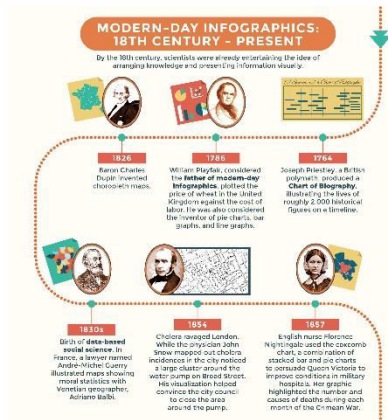 MODERN-DAY INFOGRAPHICS:
18TH CENTURY - PRESENT
By the 18th century, scientists were already entertaining the idea of
arranging knowledge and presenting information visually.
1826
Baron Charles
Dupin invented
choropleth maps.
1786
William Playfair, considered
the father of modern-day
infographics, plotted the
price of wheat in the United
Kingdom against the cost of
labor. He was also considered
the inventor of pie charts, bar
graphs, and line graphs.
1764
Joseph Priestley, a British
polymath, produced a
Chart of Biography,
illustrating the lives of
roughly 2,000 historical
figures on a timeline.
1830s
Birth of data-based
social science. In
France, a lawyer named
André-Michel Guerry
illustrated maps showing
moral statistics with
Venetian geographer,
Adriano Balbi.
1854
Cholera ravaged London.
While the physician John
Snow mapped out cholera
incidences in the city noticed
a large cluster around the
water pump on Broad Street.
His visualization helped
convince the city council
to close the area
around the pump.
1857
English nurse Florence
Nightingale used the coxcomb
chart, a combination of
stacked bar and pie charts
to persuade Queen Victoria to
improve conditions in military
hospitals. Her graphic
highlighted the number and
causes of deaths during each
month of the Crimean War.